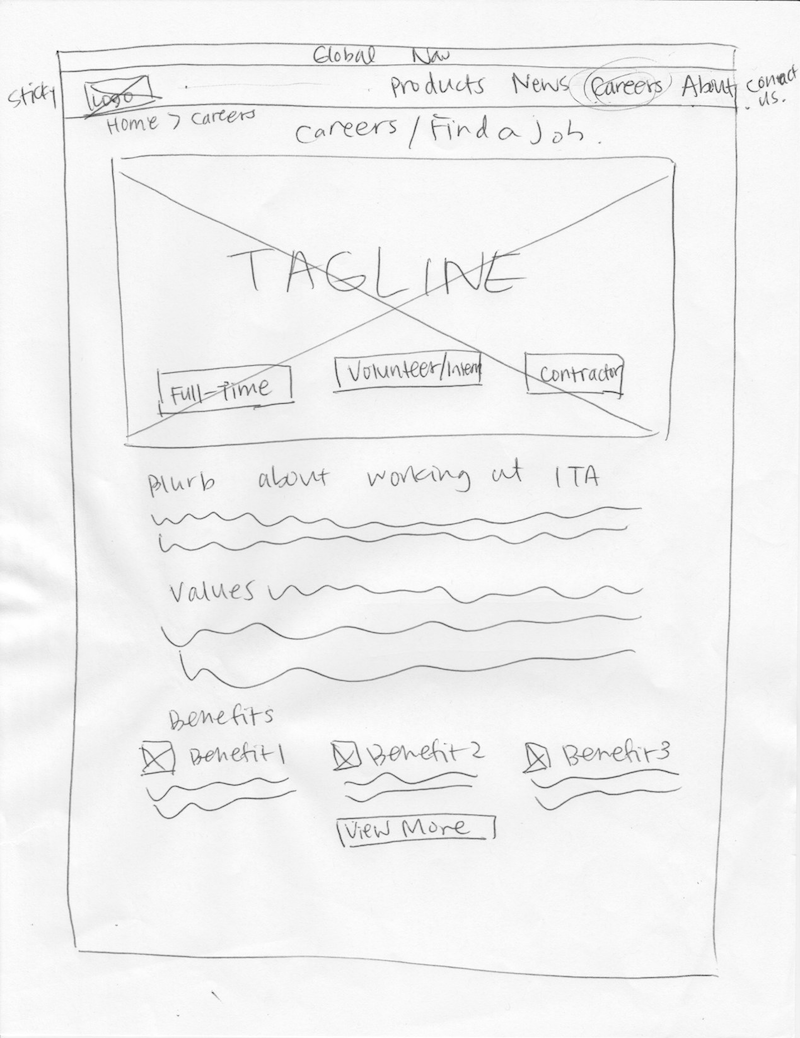 Global Nav
sticky
Logo
Products News Careers About contact us.
Home > Careers
Careers / Find a job.
TAGLINE
Full-Time
Volunteer/Intern
Contractor
Blurb about working at ITA
Values
Benefits
Benefit 1
Benefit 2
Benefit 3
View More